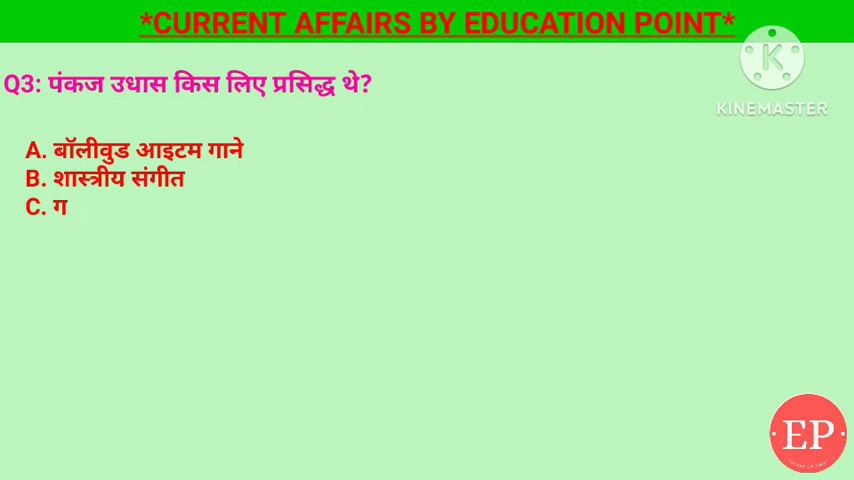 *CURRENT AFFAIRS BY EDUCATION POINT*
KINEMASTER
Q3: पंकज उधास किस लिए प्रसिद्ध थे?
A. बॉलीवुड आइटम गाने
B. शास्त्रीय संगीत
C. ग
EP